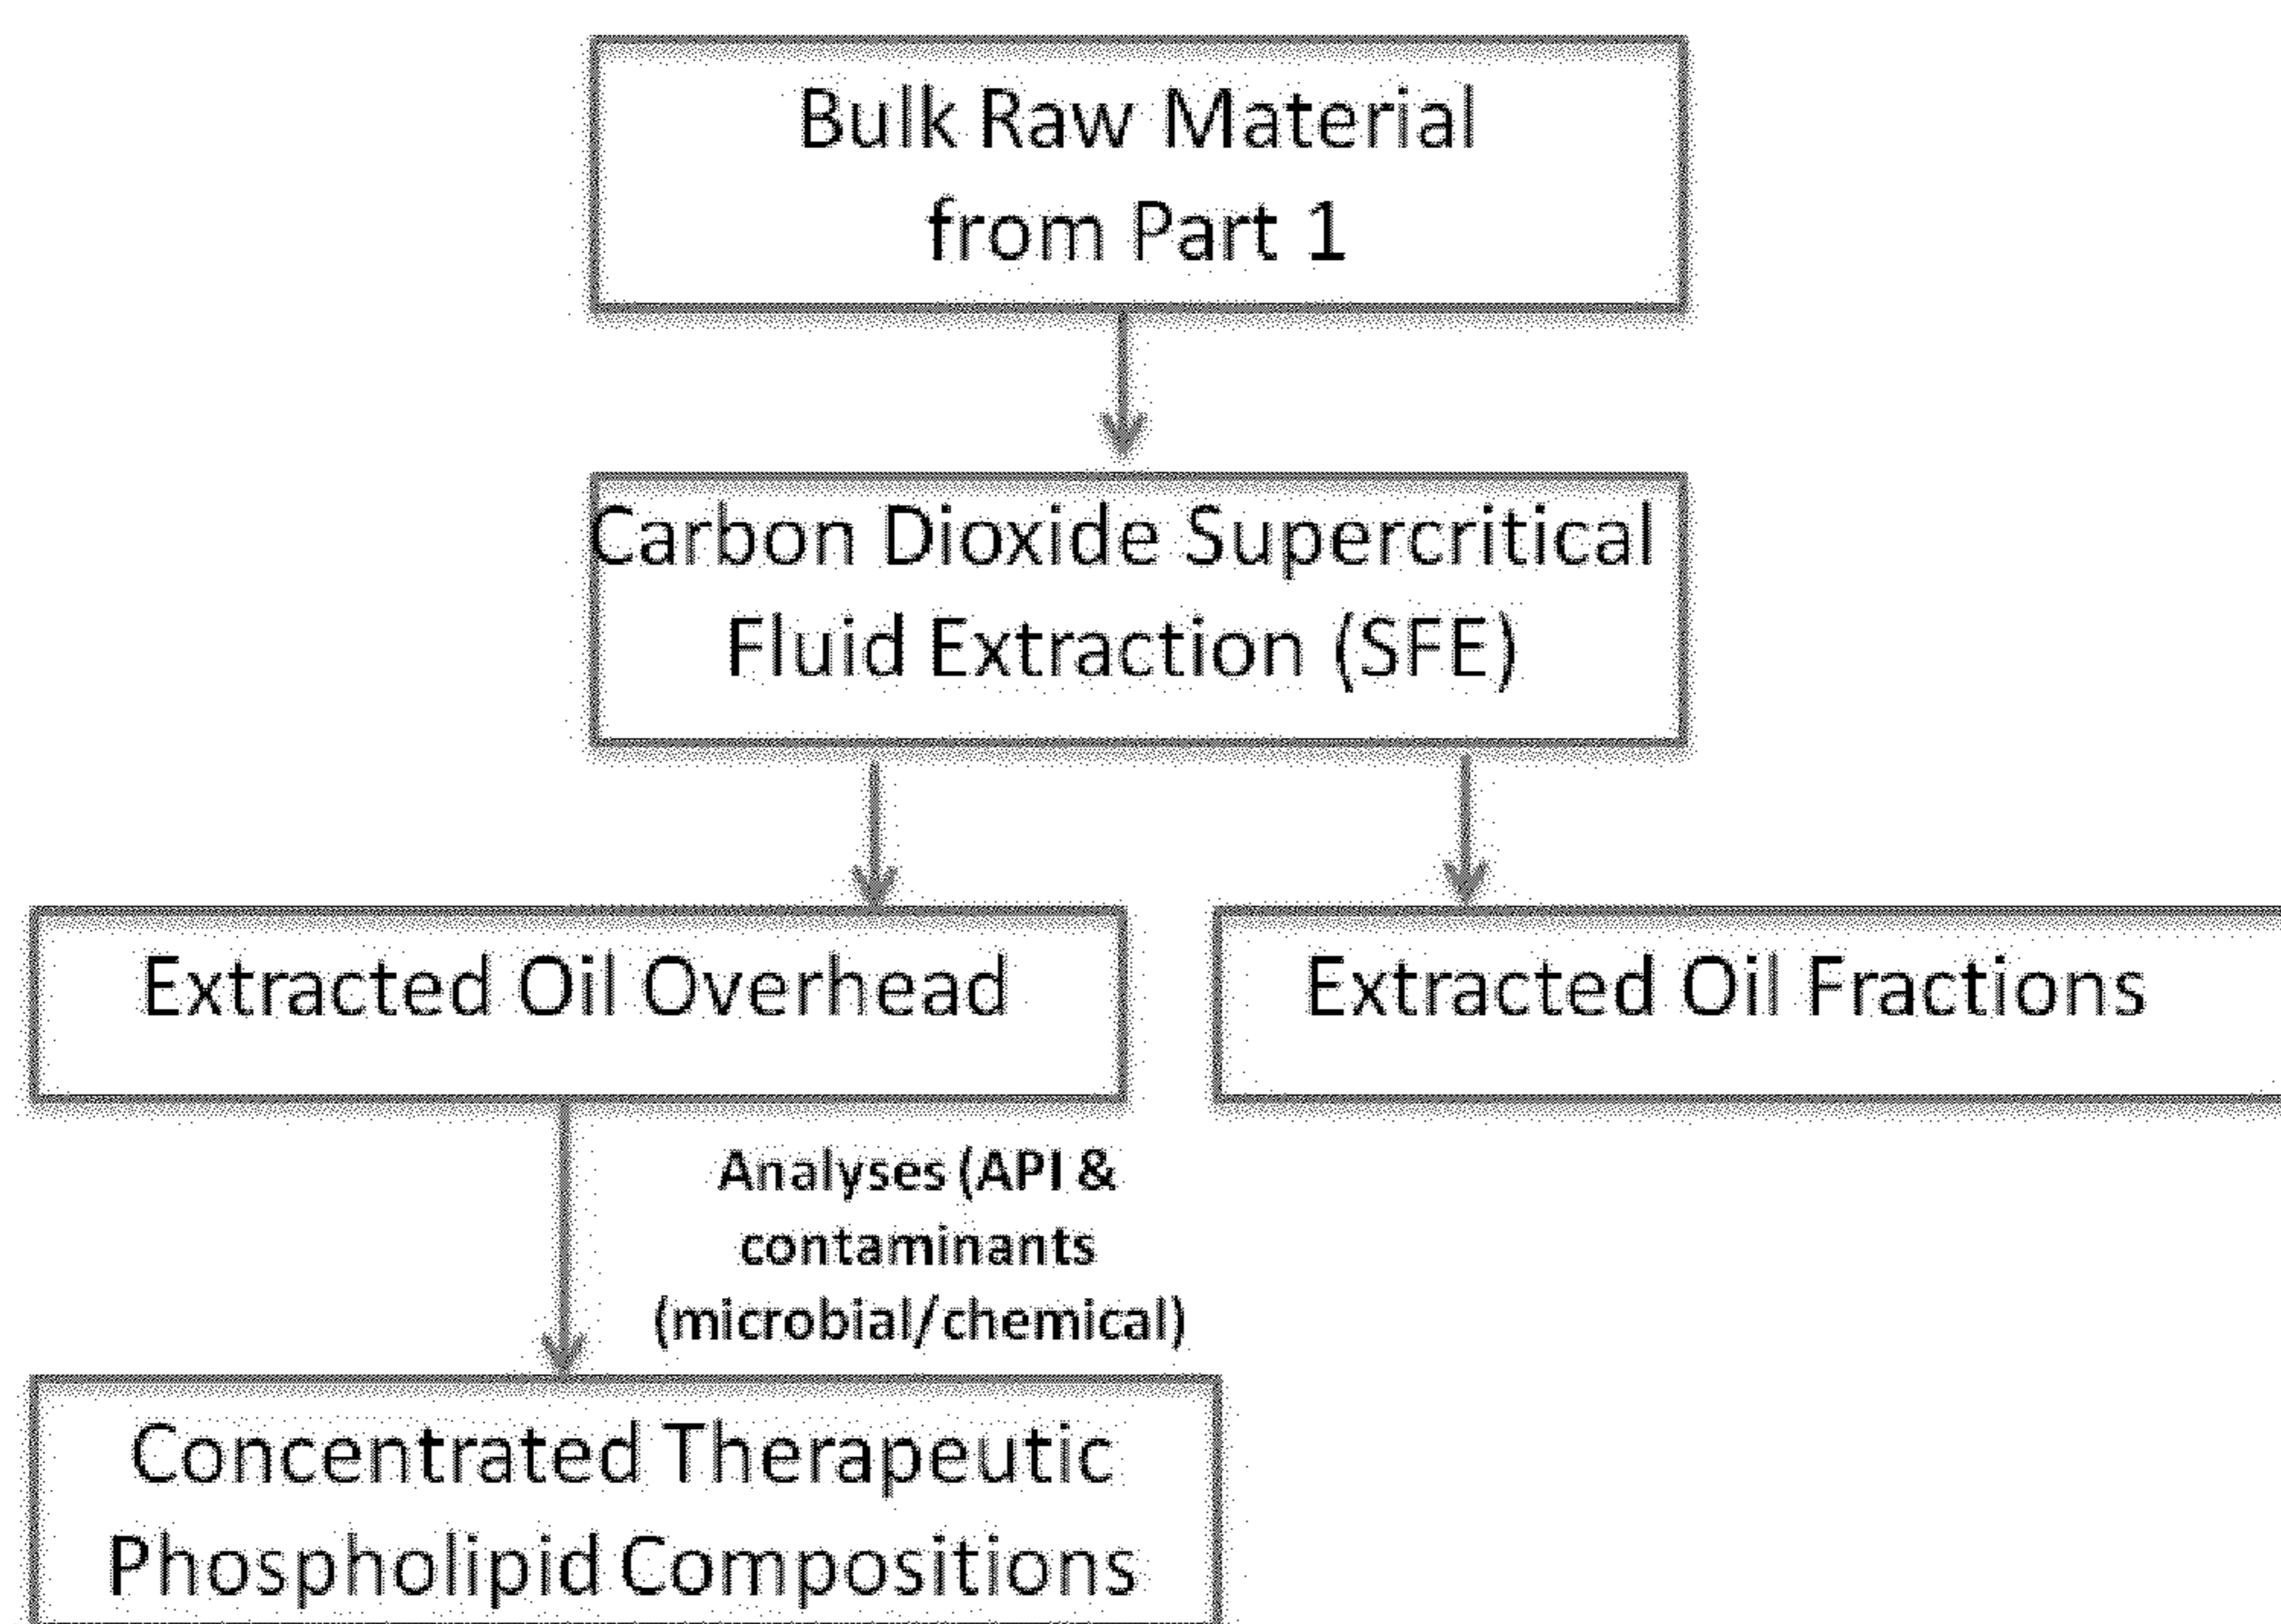 Bulk Raw Material
from Part 1
Carbon Dioxide Supercritical
Fluid Extraction (SFE)
Extracted Oil Overhead
Extracted Oil Fractions
Analyses (API &
contaminants
(microbial/chemical)
Concentrated Therapeutic
Phospholipid Compositions